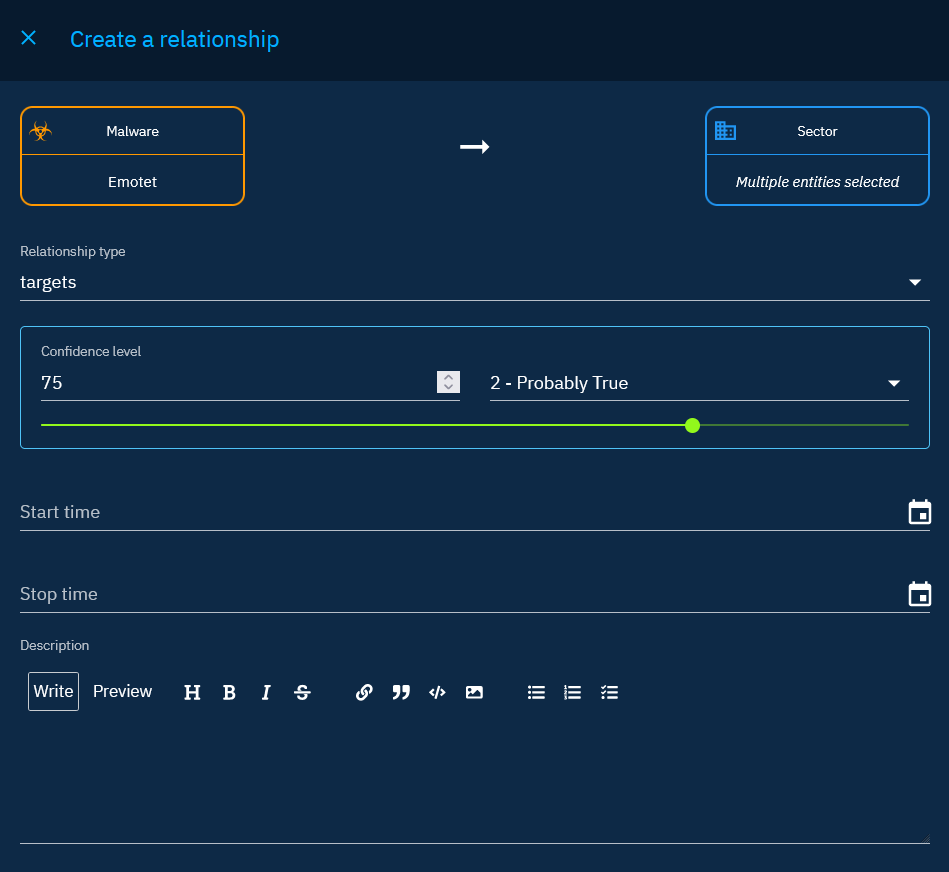 Create a relationship
Malware
Emotet
Sector
Multiple entities selected
Relationship type
targets
Confidence level
75
2 - Probably True
Start time
Stop time
Description
Write Preview H B I S